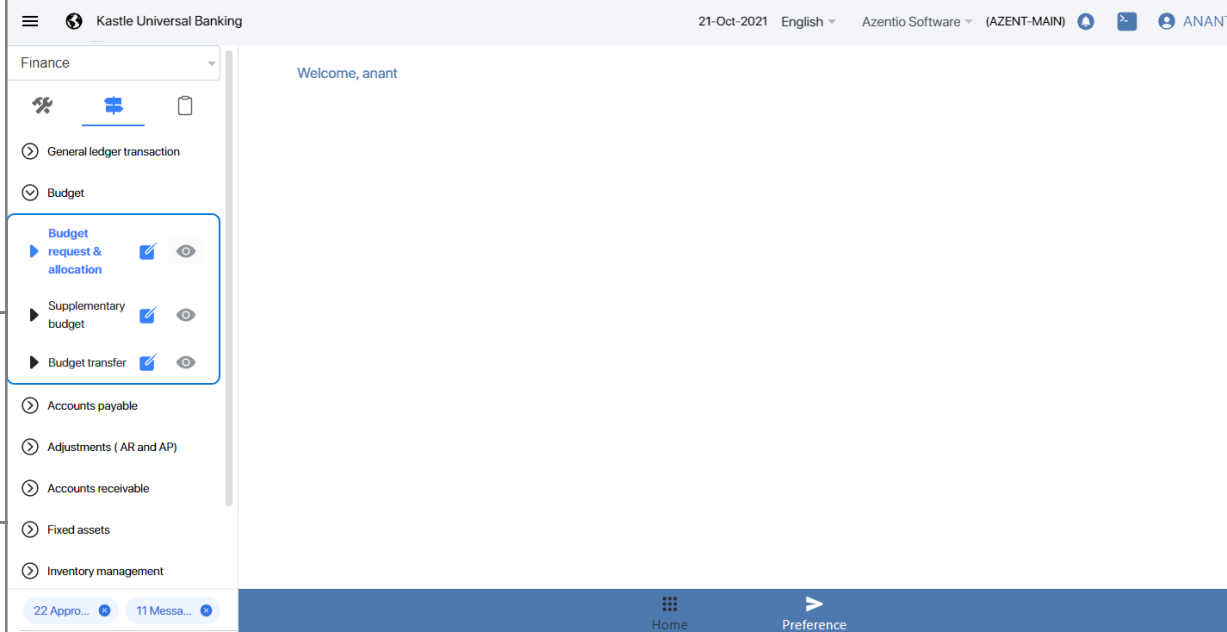 Kastle Universal Banking
21-Oct-2021 English Azentio Software (AZENT-MAIN) ANANT
Finance
Welcome, anant
General ledger transaction
Budget
Budget
request &
allocation
Supplementary
budget
Budget transfer
Accounts payable
Adjustments ( AR and AP)
Accounts receivable
Fixed assets
Inventory management
22 Appro... 11 Messa...
Home
Preference